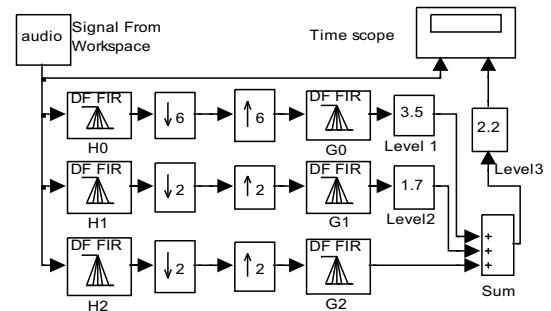 audio
Signal From
Workspace
Time scope
DF FIR
↓ 6
↑ 6
DF FIR
3.5
2.2
H0
G0
Level 1
Level3
DF FIR
↓ 2
↑ 2
DF FIR
1.7
H1
G1
Level2
DF FIR
↓ 2
↑ 2
DF FIR
+
+
+
H2
G2
Sum